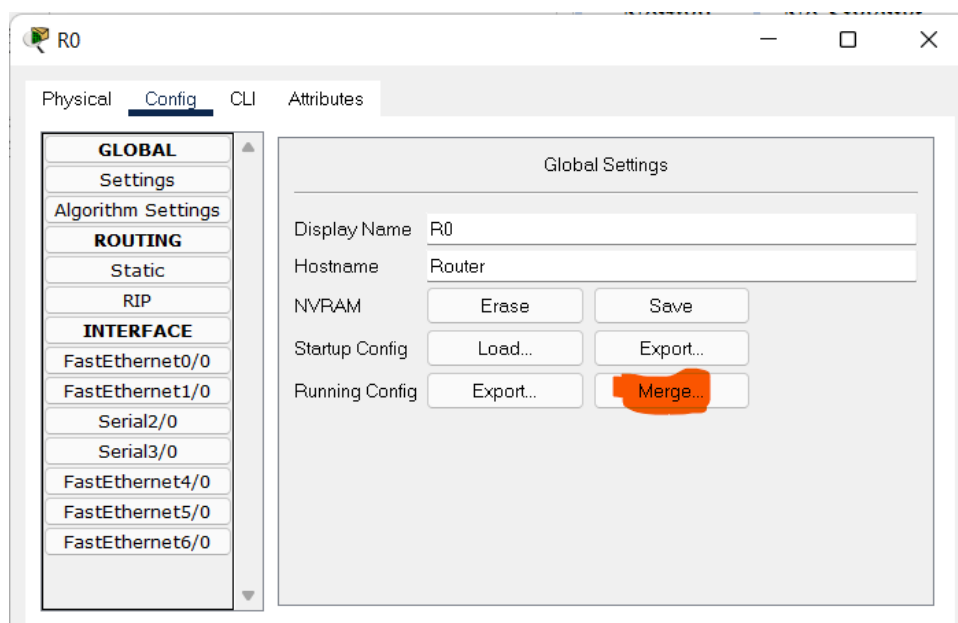 R0
Physical Config CLI Attributes
GLOBAL
Settings
Algorithm Settings
ROUTING
Static
RIP
INTERFACE
FastEthernet0/0
FastEthernet1/0
Serial2/0
Serial3/0
FastEthernet4/0
FastEthernet5/0
FastEthernet6/0
Global Settings
Display Name R0
Hostname Router
NVRAM Erase Save
Startup Config Load... Export...
Running Config Export... Merge...